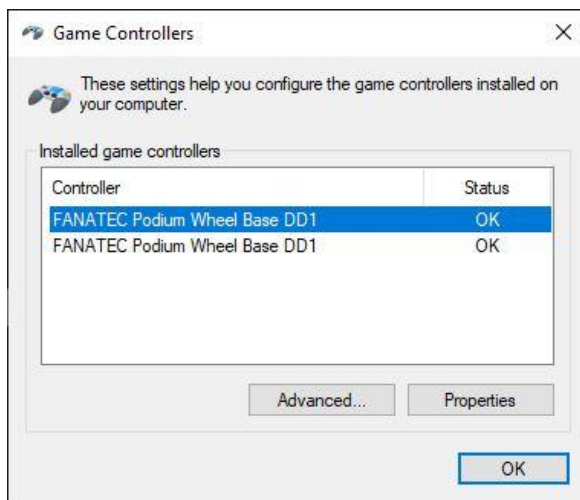 Game Controllers
These settings help you configure the game controllers installed on
your computer.
Installed game controllers
Controller Status
FANATEC Podium Wheel Base DD1 OK
FANATEC Podium Wheel Base DD1 OK
Advanced... Properties
OK